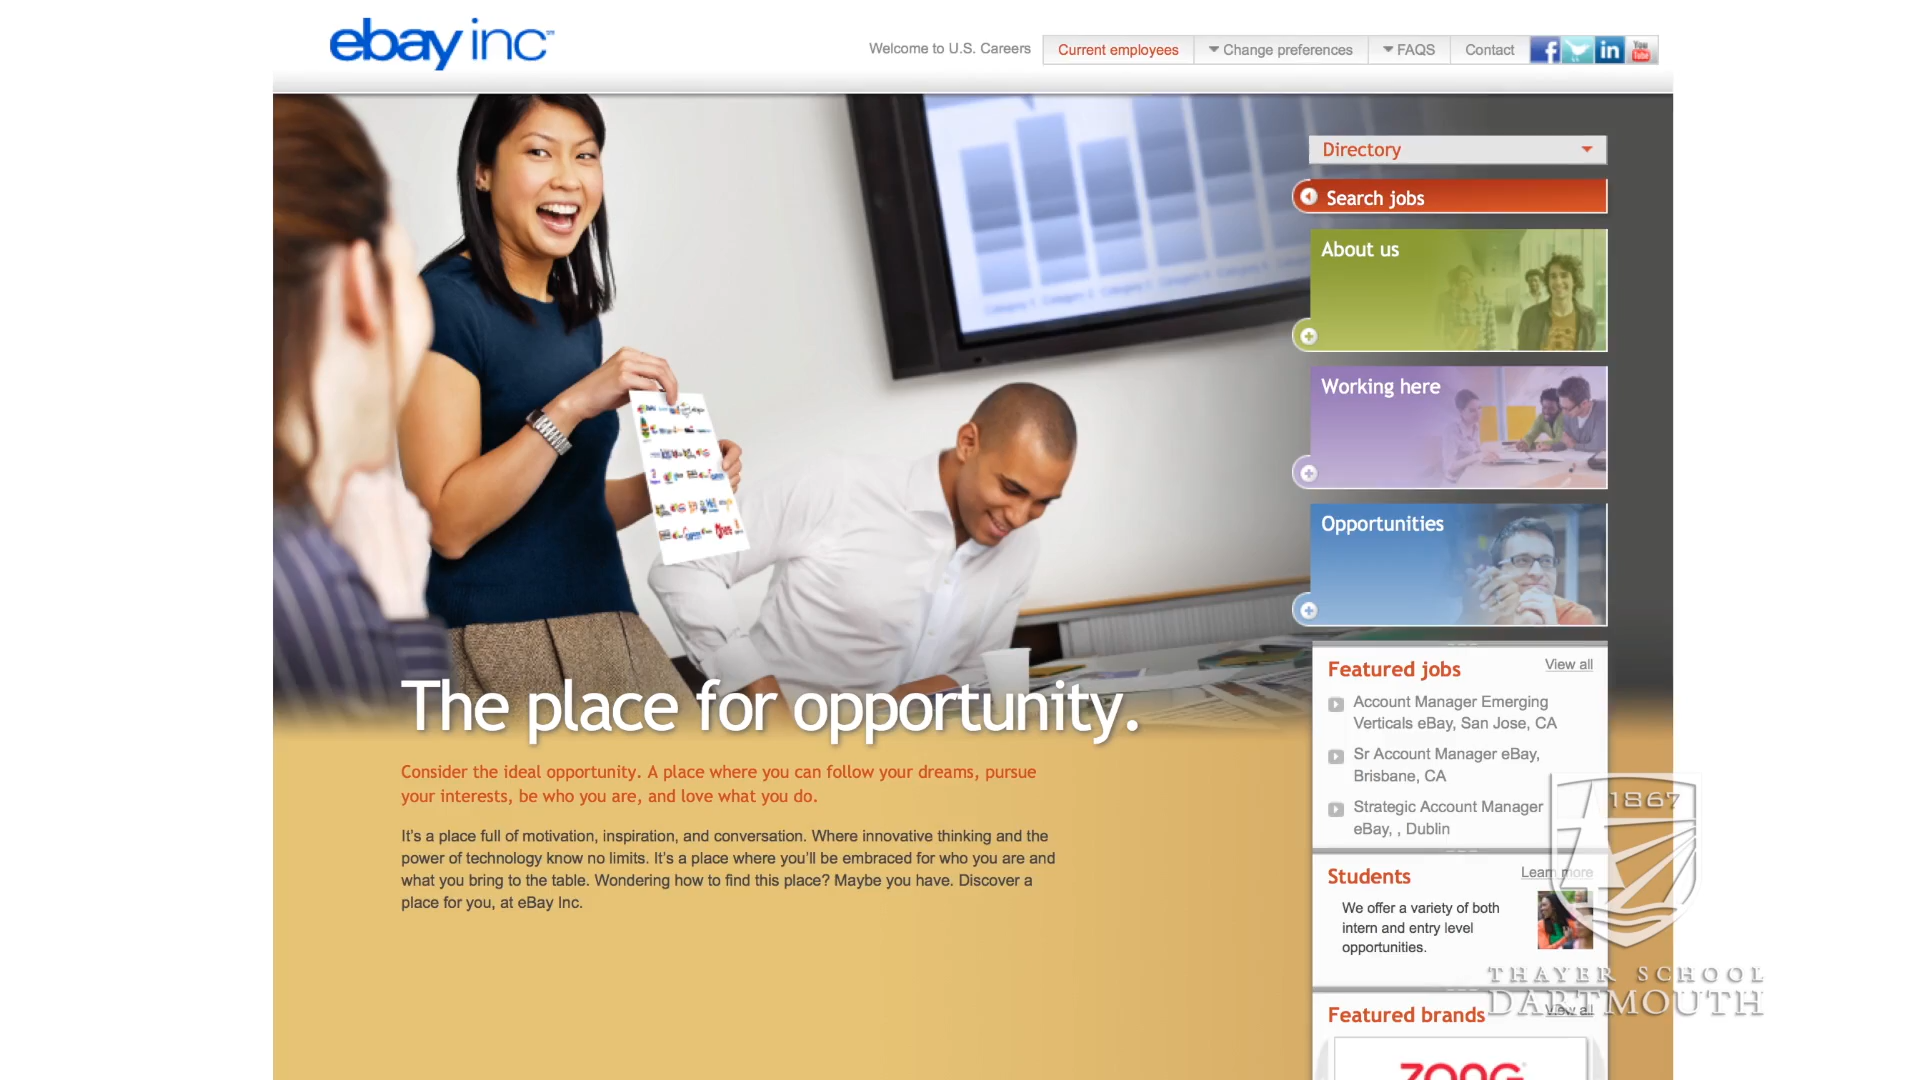 ebay inc
Welcome to U.S. Careers
Current employees
Change preferences
FAQS
Contact
You
Tube
Directory
Search jobs
About us
Working here
Opportunities
The place for opportunity.
Consider the ideal opportunity. A place where you can follow your dreams, pursue
your interests, be who you are, and love what you do.
It's a place full of motivation, inspiration, and conversation. Where innovative thinking and the
power of technology know no limits. It's a place where you'll be embraced for who you are and
what you bring to the table. Wondering how to find this place? Maybe you have. Discover a
place for you, at eBay Inc.
Featured jobs
View all
Account Manager Emerging
Verticals eBay, San Jose, CA
Sr Account Manager eBay,
Brisbane, CA
Strategic Account Manager
eBay, , Dublin
Students
Learn more
We offer a variety of both
intern and entry level
opportunities.
Featured brands
View all
ZONG
1867
THAYER SCHOOL
DARTMOUTH